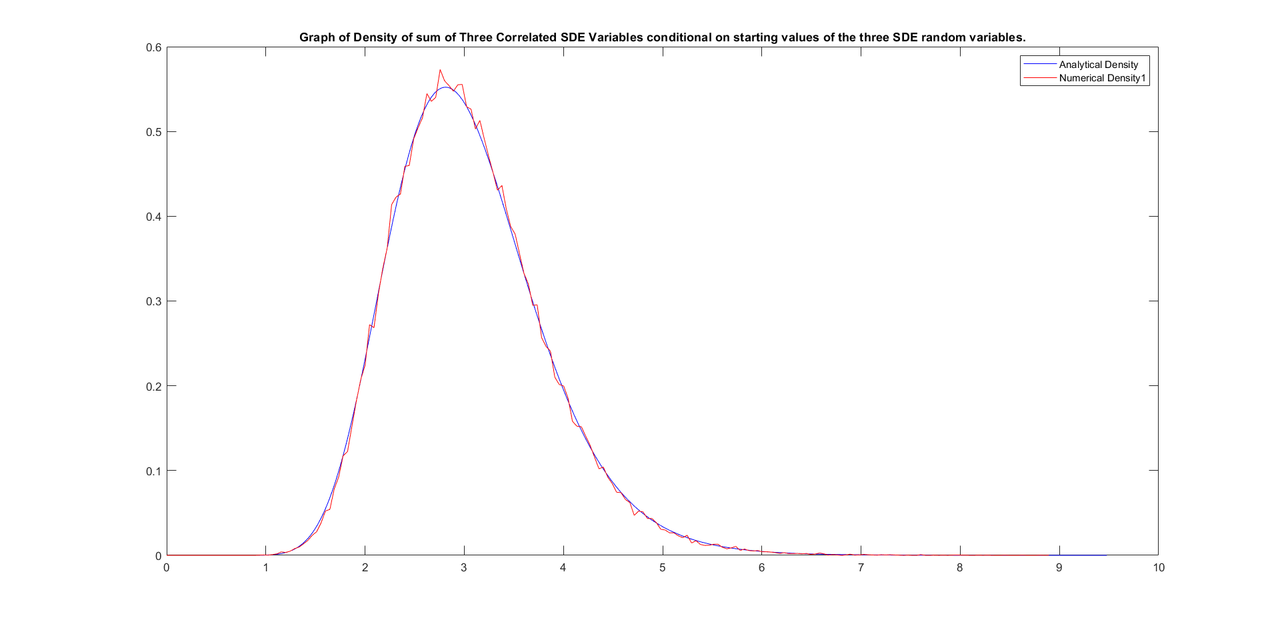 Graph of Density of sum of Three Correlated SDE Variables conditional on starting values of the three SDE random variables.
Analytical Density
Numerical Density1
0.6
0.5
0.4
0.3
0.2
0.1
0
0 1 2 3 4 5 6 7 8 9 10